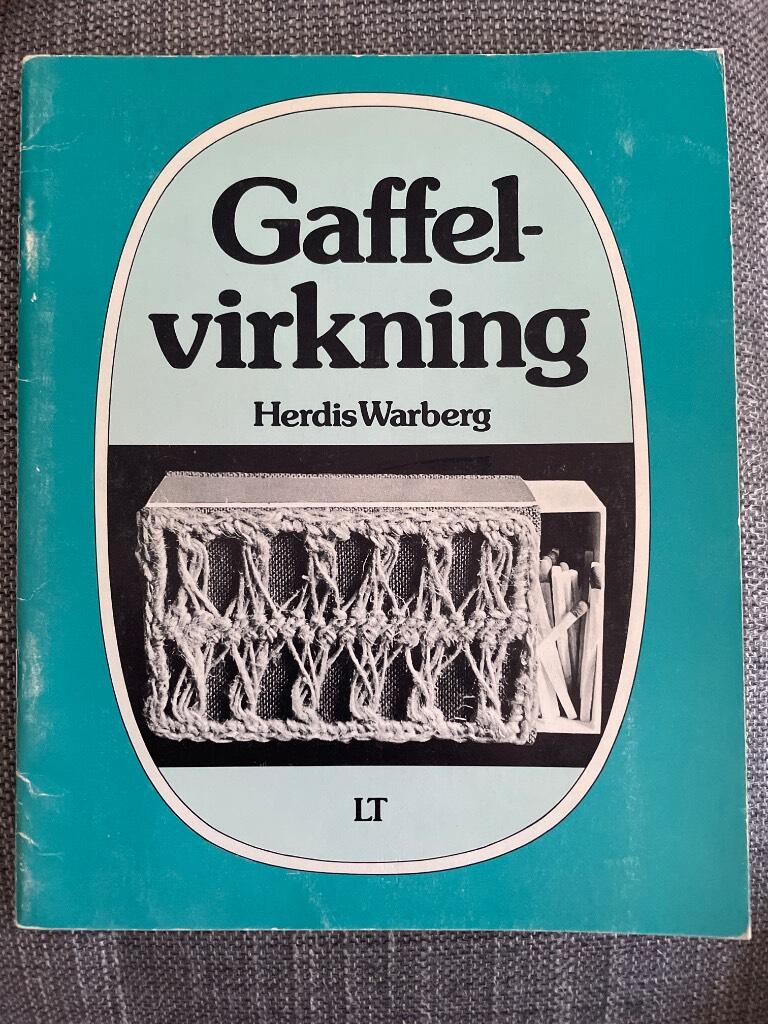 Gaffel-
virkning
Herdis Warberg
LT